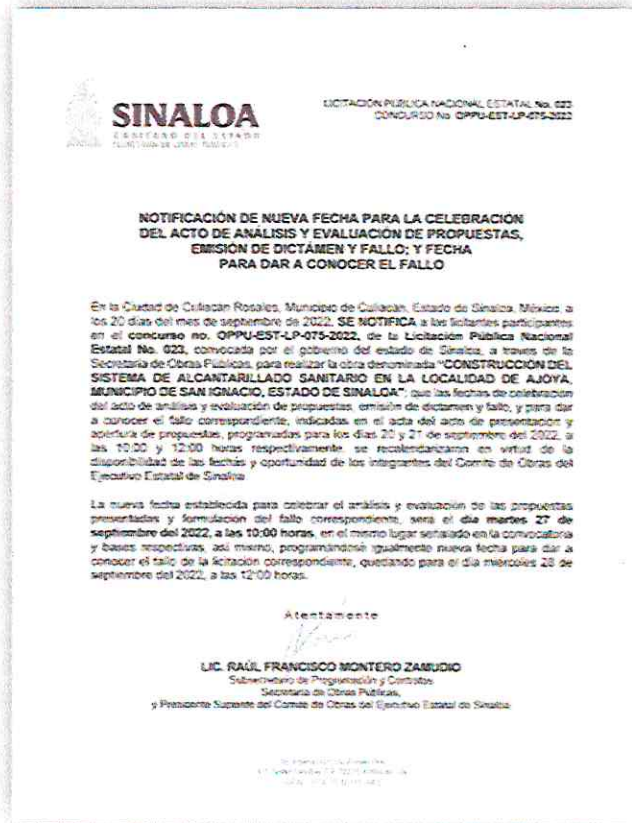 SINALOA
GOBIERNO DEL ESTADO
SECRETARÍA DE OBRAS PÚBLICAS
LICITACIÓN PÚBLICA NACIONAL ESTATAL No. 023
CONCURSO No. OPPU-EST-LP-075-2022
NOTIFICACIÓN DE NUEVA FECHA PARA LA CELEBRACIÓN
DEL ACTO DE ANÁLISIS Y EVALUACIÓN DE PROPUESTAS,
EMISIÓN DE DICTÁMEN Y FALLO; Y FECHA
PARA DAR A CONOCER EL FALLO
En la Ciudad de Culiacán Rosales, Municipio de Culiacán, Estado de Sinaloa, México, a
los 20 días del mes de septiembre de 2022, SE NOTIFICA a los licitantes participantes
en el concurso no. OPPU-EST-LP-075-2022, de la Licitación Pública Nacional
Estatal No. 023, convocada por el gobierno del estado de Sinaloa, a través de la
Secretaría de Obras Públicas, para realizar la obra denominada "CONSTRUCCIÓN DEL
SISTEMA DE ALCANTARILLADO SANITARIO EN LA LOCALIDAD DE AJOYA,
MUNICIPIO DE SAN IGNACIO, ESTADO DE SINALOA", que las fechas de celebración
del acto de análisis y evaluación de propuestas, emisión de dictamen y fallo, y para dar
a conocer el fallo correspondiente, indicadas en el acta del acto de presentación y
apertura de propuestas, programadas para los días 20 y 21 de septiembre del 2022, a
las 10:00 y 12:00 horas respectivamente, se recalendarizaron en virtud de la
disponibilidad de las fechas y oportunidad de los integrantes del Comité de Obras del
Ejecutivo Estatal de Sinaloa.
La nueva fecha establecida para celebrar el análisis y evaluación de las propuestas
presentadas y formulación del fallo correspondiente, será el día martes 27 de
septiembre del 2022, a las 10:00 horas, en el mismo lugar señalado en la convocatoria
y bases respectivas, así mismo, programándose igualmente nueva fecha para dar a
conocer el fallo de la licitación correspondiente, quedando para el día miércoles 28 de
septiembre del 2022, a las 12:00 horas.
Atentamente
LIC. RAÚL FRANCISCO MONTERO ZAMUDIO
Subsecretario de Programación y Contratos
Secretaría de Obras Públicas,
y Presidente Suplente del Comité de Obras del Ejecutivo Estatal de Sinaloa